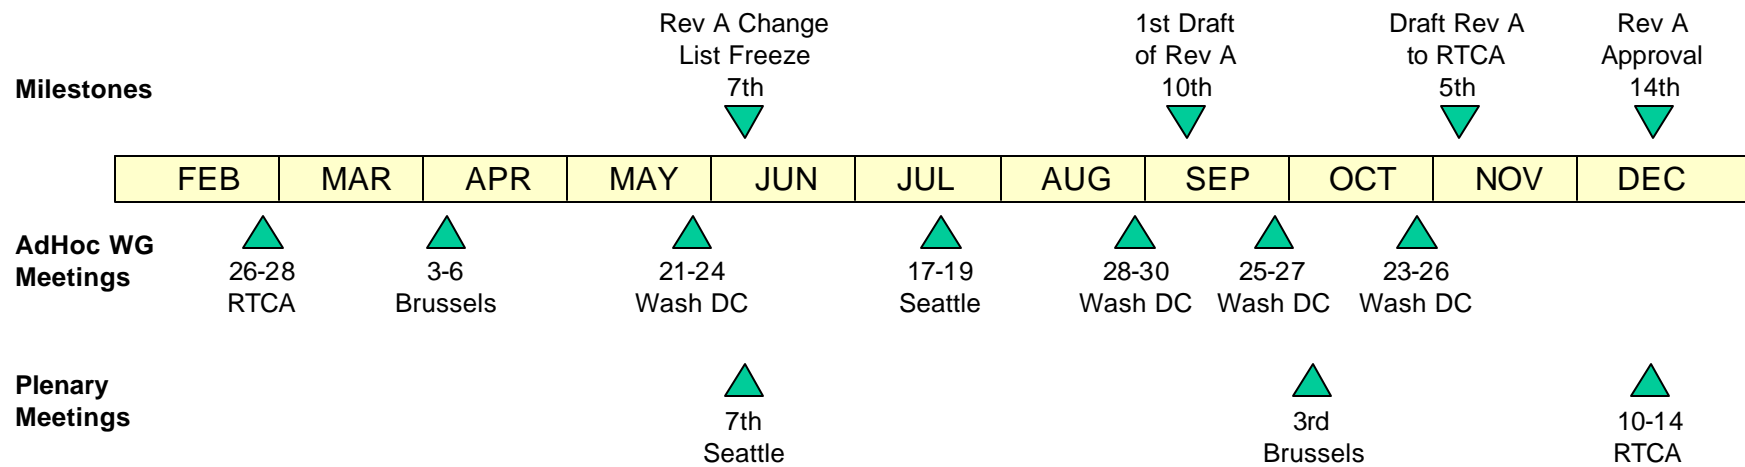 Rev A Change
List Freeze
7th
1st Draft
of Rev A
10th
Draft Rev A
to RTCA
5th
Rev A
Approval
14th
Milestones
FEB MAR APR MAY JUN JUL AUG SEP OCT NOV DEC
AdHoc WG
Meetings
26-28
RTCA
3-6
Brussels
21-24
Wash DC
17-19
Seattle
28-30
Wash DC
25-27
Wash DC
23-26
Wash DC
Plenary
Meetings
7th
Seattle
3rd
Brussels
10-14
RTCA